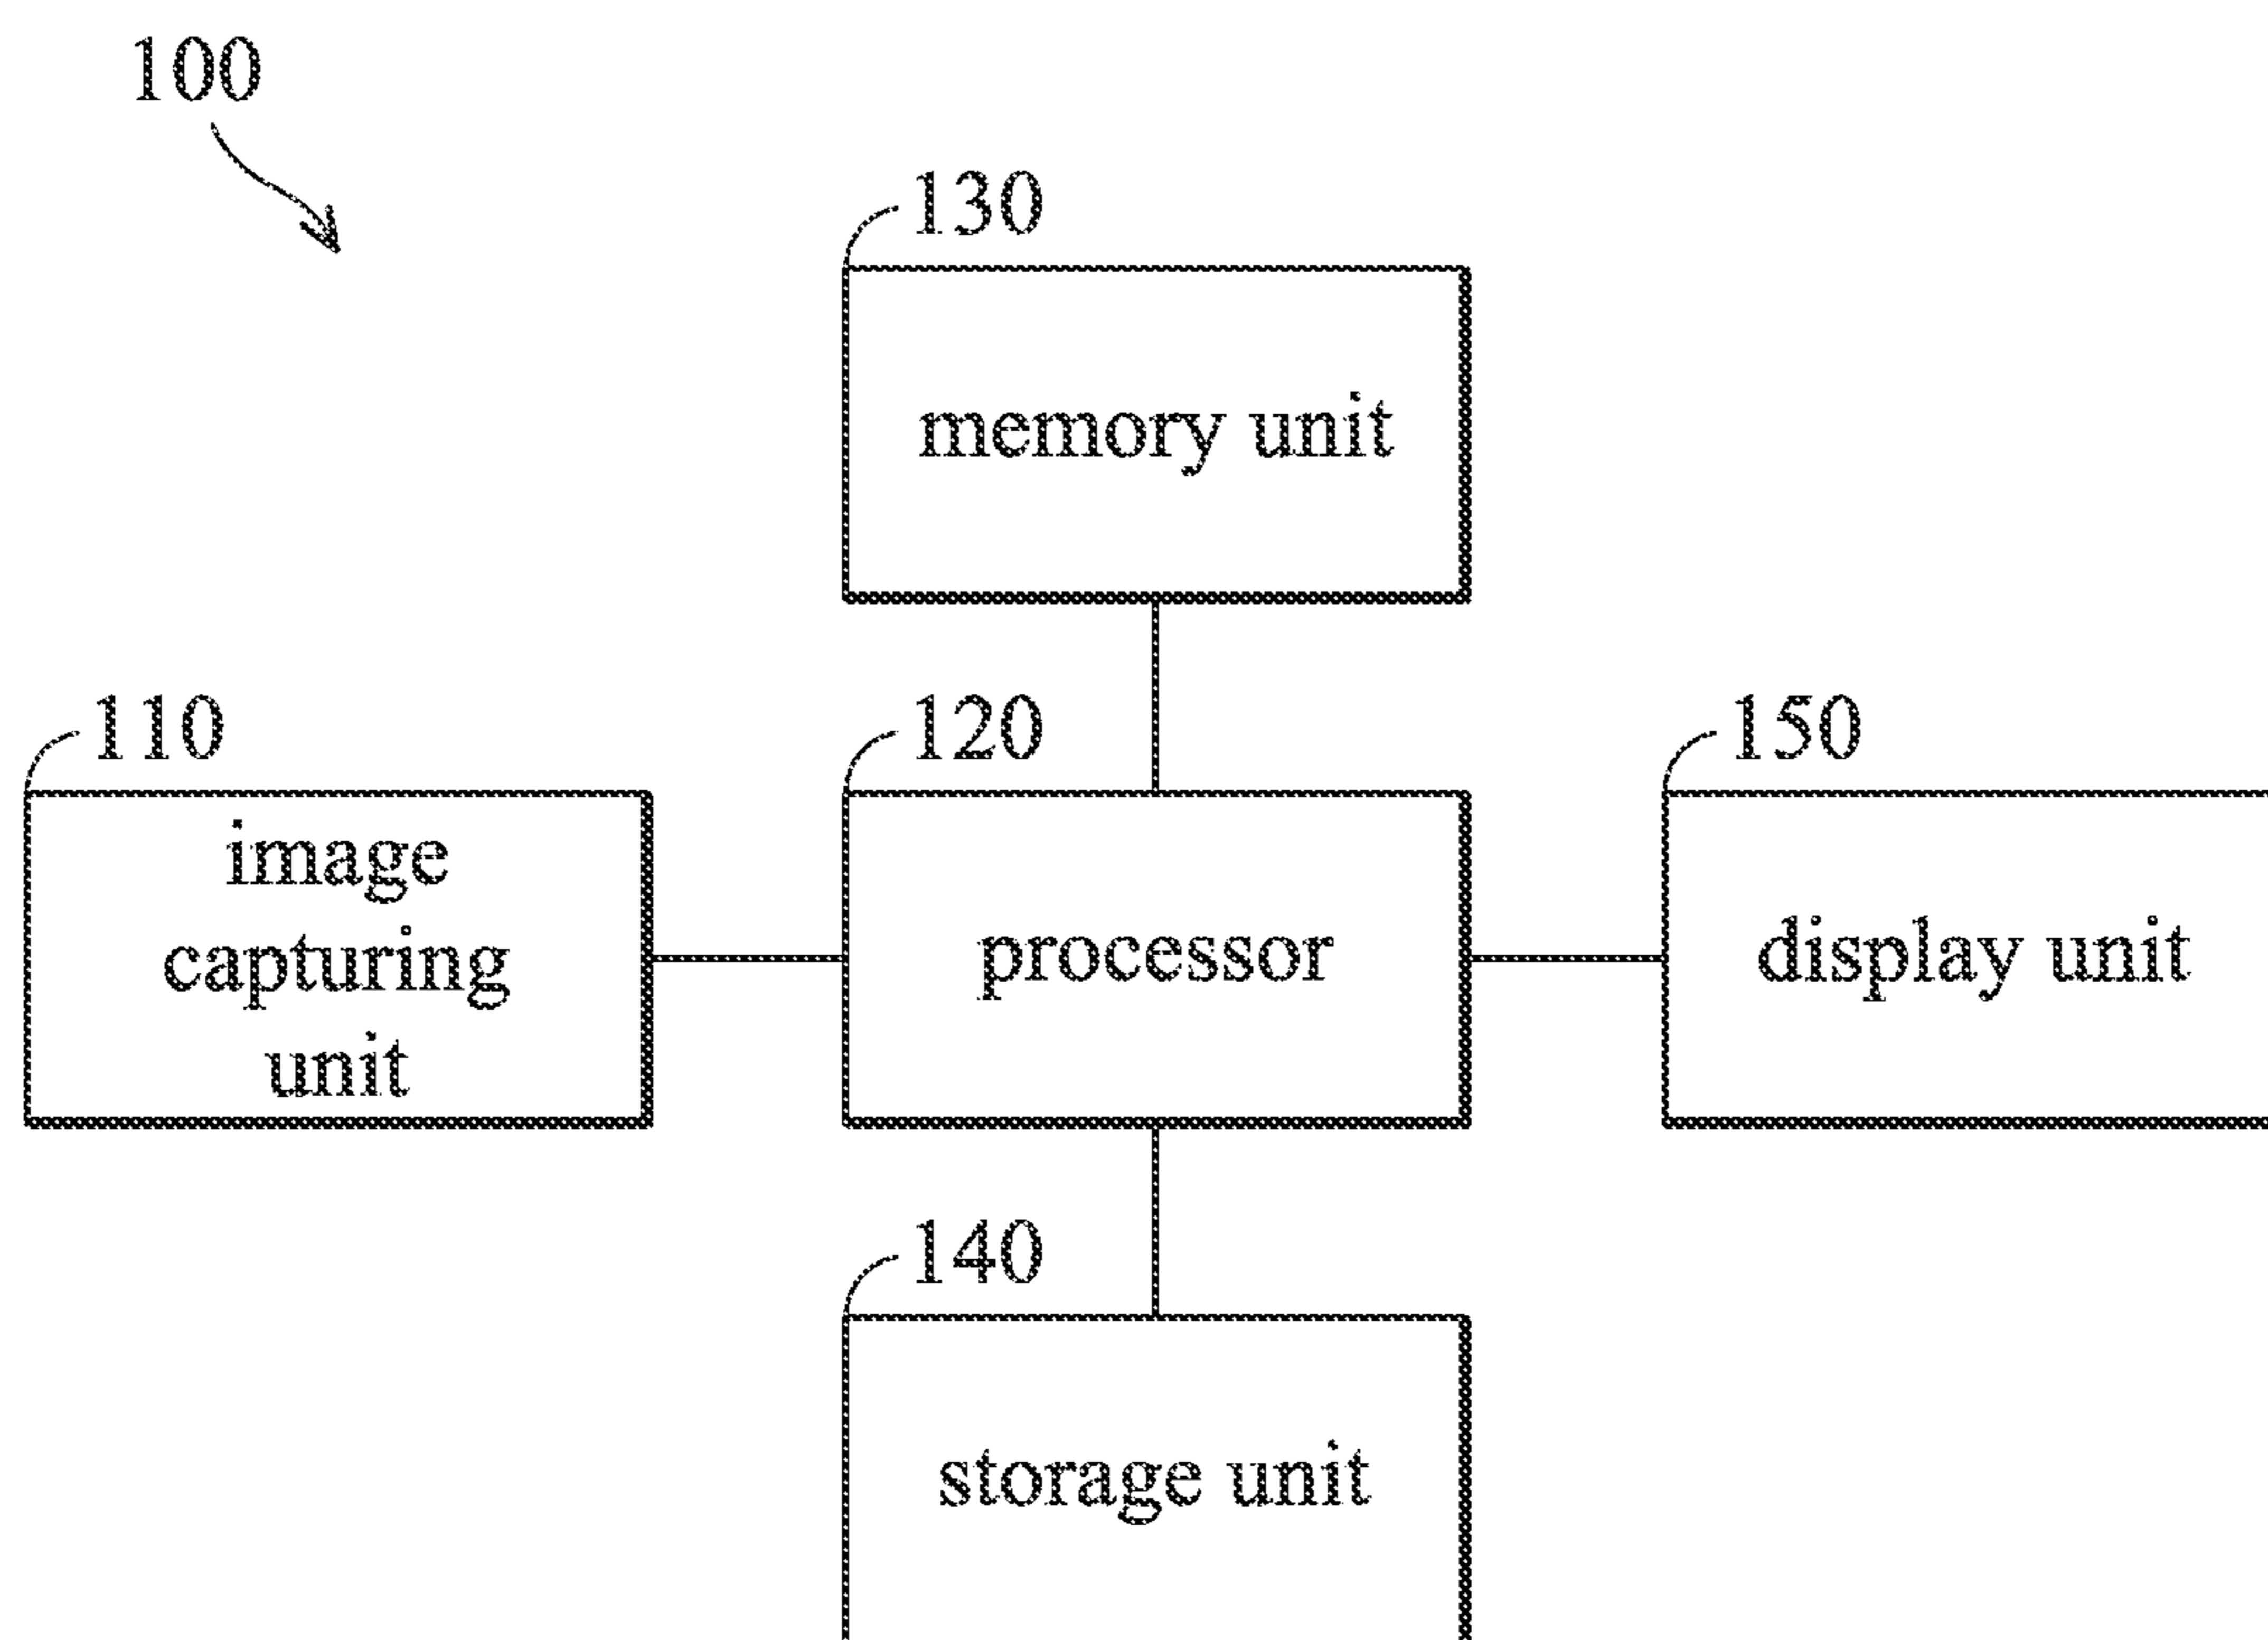 100
130
memory unit
110
120
150
image
capturing
unit
processor
display unit
140
storage unit